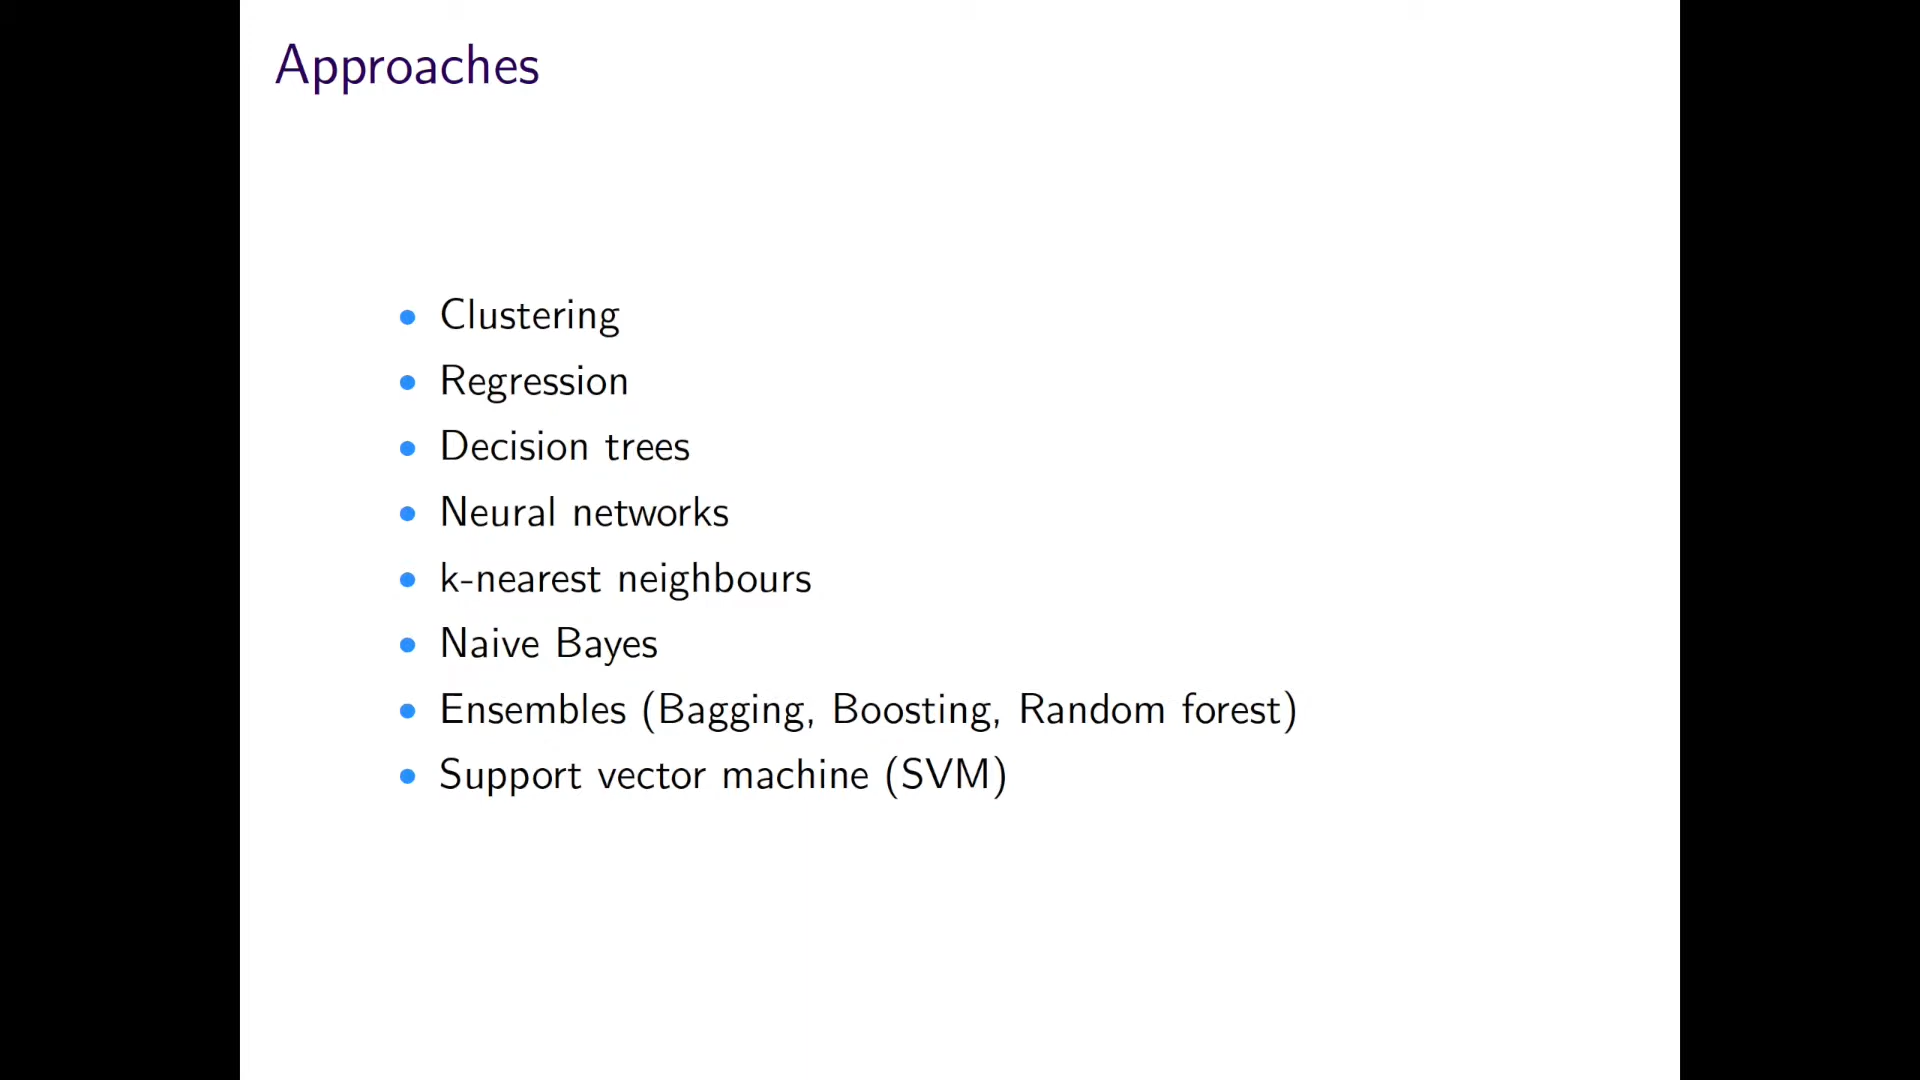 Approaches
• Clustering
• Regression
• Decision trees
• Neural networks
• k-nearest neighbours
• Naive Bayes
• Ensembles (Bagging, Boosting, Random forest)
• Support vector machine (SVM)